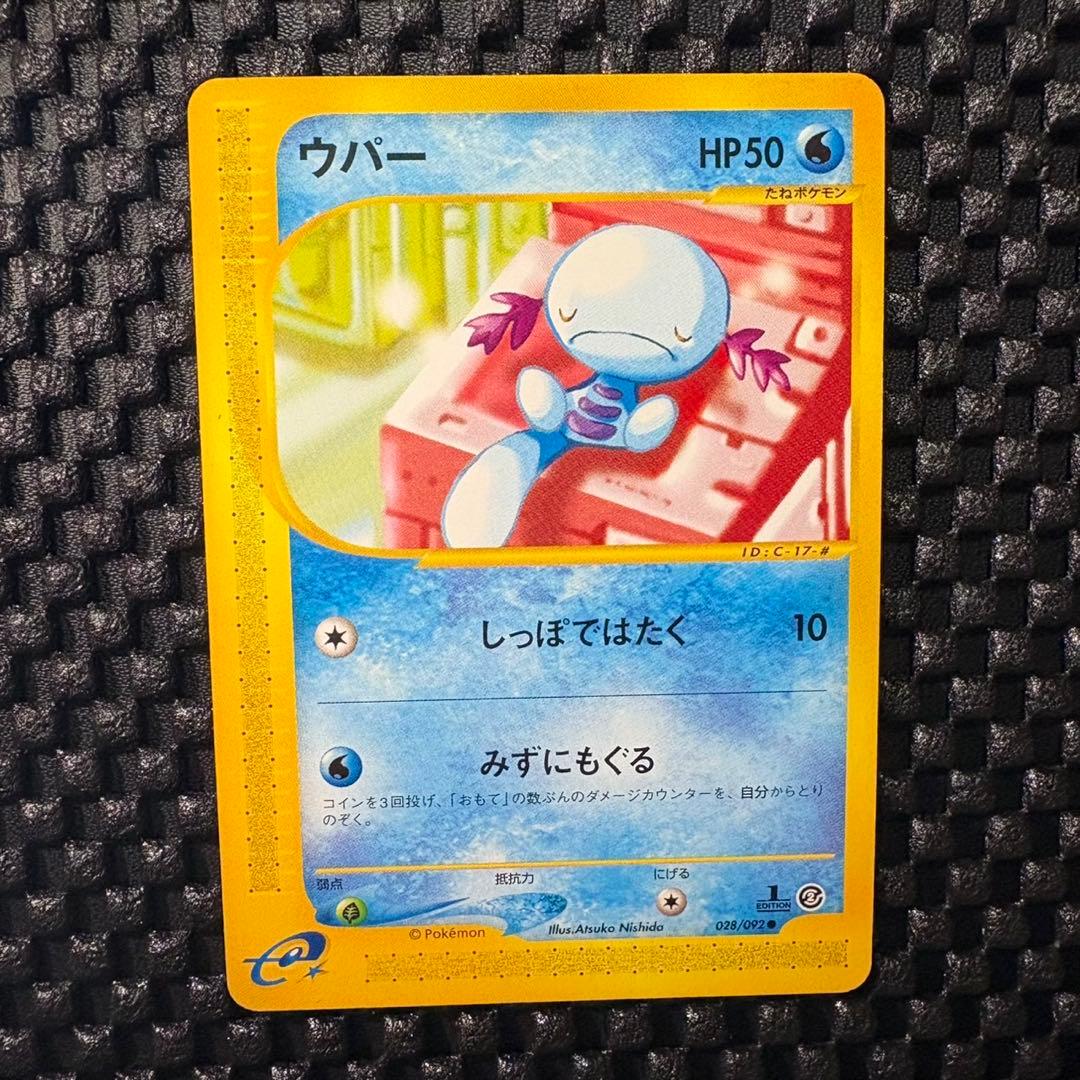 ウパー
HP50
たねポケモン
ID:C-17-#
しっぽではたく 10
みずにもぐる
コインを3回投げ、「おもて」の数ぶんのダメージカウンターを、自分からとり
のぞく。
弱点 抵抗力 にげる
1 EDITION
© Pokémon Illus.Atsuko Nishida 028/092●
e